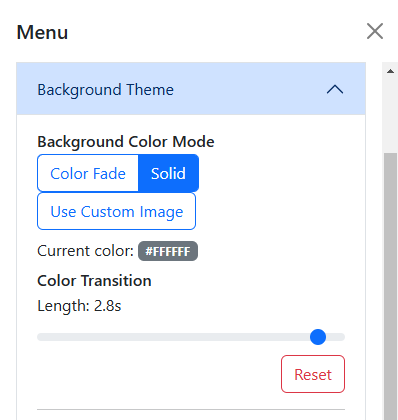 Menu
Background Theme
Background Color Mode
Color Fade Solid
Use Custom Image
Current color: #FFFFFF
Color Transition
Length: 2.8s
Reset